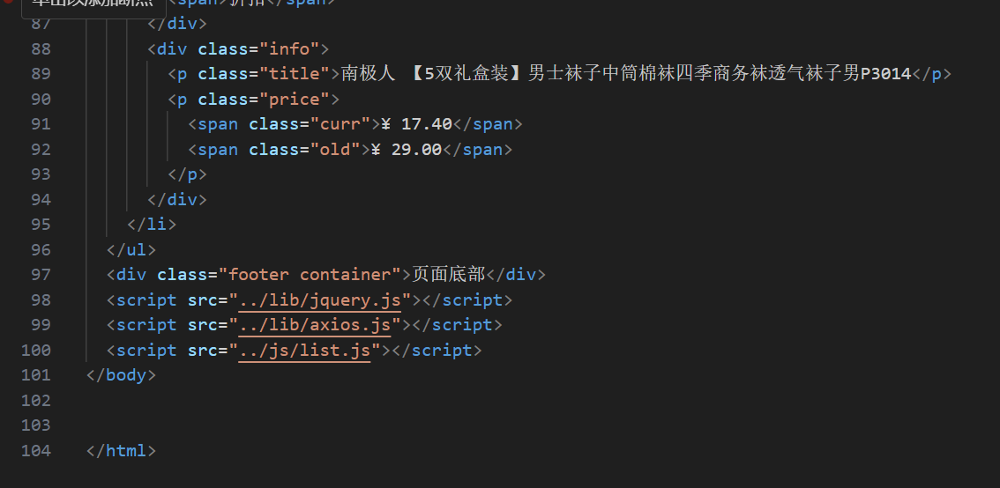 单击以添加断点 <span>折扣</span>
87 </div>
88 <div class="info">
89 <p class="title">南极人 【5双礼盒装】男士袜子中筒棉袜四季商务袜透气袜子男P3014</p>
90 <p class="price">
91 <span class="curr">¥ 17.40</span>
92 <span class="old">¥ 29.00</span>
93 </p>
94 </div>
95 </li>
96 </ul>
97 <div class="footer container">页面底部</div>
98 <script src="../lib/jquery.js"></script>
99 <script src="../lib/axios.js"></script>
100 <script src="../js/list.js"></script>
101 </body>
102
103
104 </html>